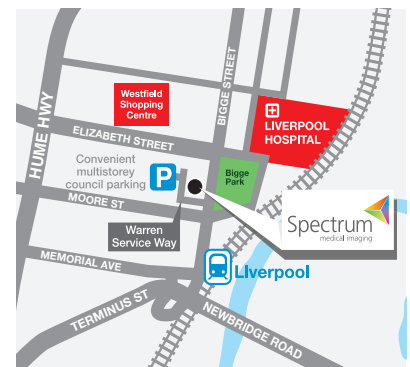 BIGGE STREET
HUME HWY
Westfield
Shopping
Centre
LIVERPOOL
HOSPITAL
ELIZABETH STREET
Convenient
multistorey
council parking
P
Bigge
Park
MOORE ST
Warren
Service Way
Spectrum
medical imaging
MEMORIAL AVE
Liverpool
TERMINUS ST
NEWBRIDGE ROAD